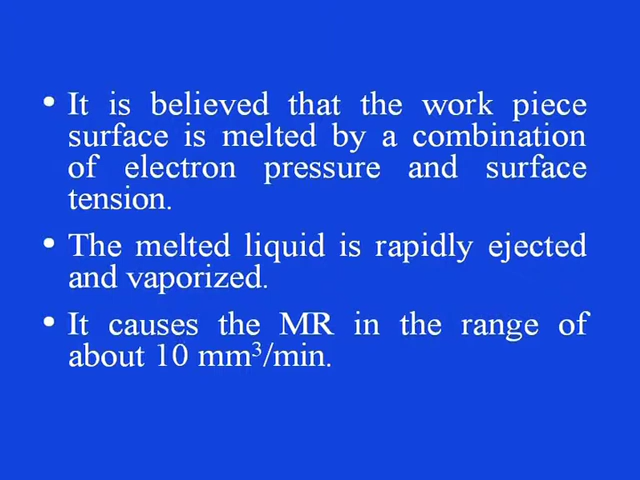 • It is believed that the work piece
surface is melted by a combination
of electron pressure and surface
tension.
• The melted liquid is rapidly ejected
and vaporized.
• It causes the MR in the range of
about 10 mm³/min.